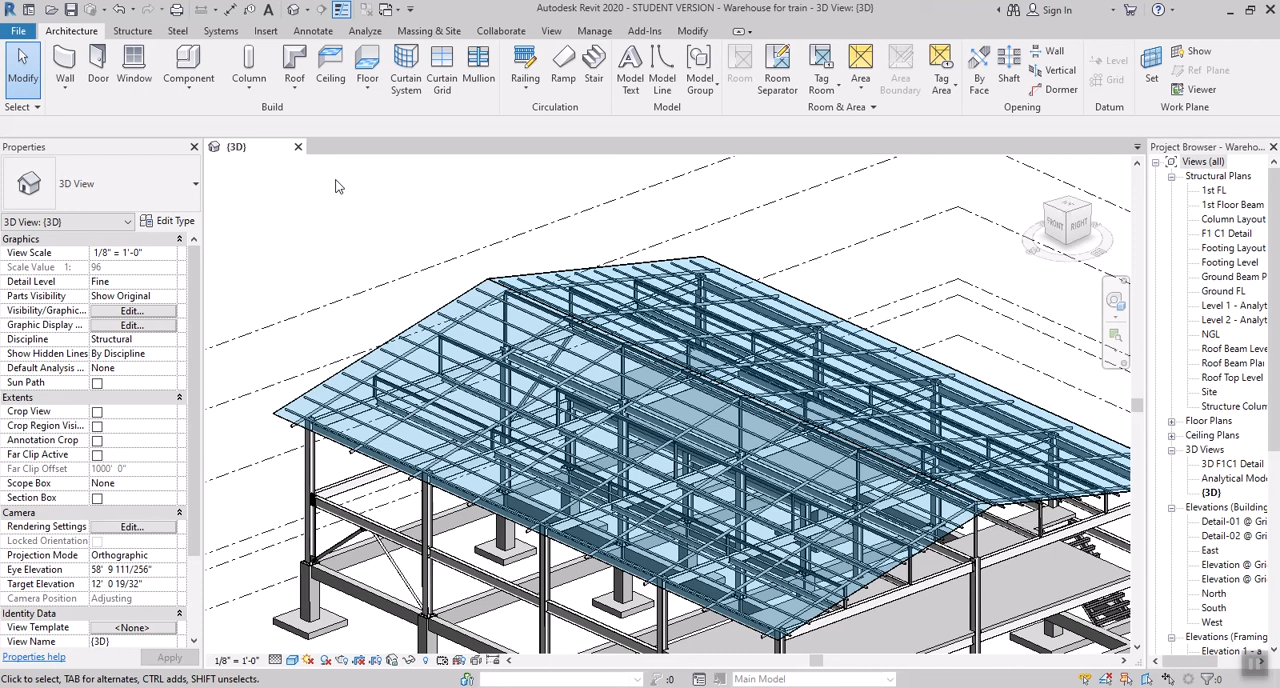 Autodesk Revit 2020 - STUDENT VERSION - Warehouse for train - 3D View: {3D}
Sign In
File Architecture Structure Steel Systems Insert Annotate Analyze Massing & Site Collaborate View Manage Add-Ins Modify
Modify
Wall
Door
Window
Component
Column
Roof
Ceiling
Floor
Curtain System
Curtain Grid
Mullion
Railing
Ramp
Stair
Model Text
Model Line
Model Group
Room
Room Separator
Tag Room
Area
Area Boundary
Tag Area
By Face
Shaft
Wall
Vertical
Dormer
Level
Grid
Set
Show
Ref Plane
Viewer
Select
Build
Circulation
Model
Room & Area
Opening
Datum
Work Plane
Properties
3D View
3D View: {3D}
Edit Type
Graphics
View Scale 1/8" = 1'-0"
Scale Value 1: 96
Detail Level Fine
Parts Visibility Show Original
Visibility/Graphic... Edit...
Graphic Display ... Edit...
Discipline Structural
Show Hidden Lines By Discipline
Default Analysis ... None
Sun Path
Extents
Crop View
Crop Region Visi...
Annotation Crop
Far Clip Active
Far Clip Offset 1000' 0"
Scope Box None
Section Box
Camera
Rendering Settings Edit...
Locked Orientation
Projection Mode Orthographic
Eye Elevation 58' 9 111/256"
Target Elevation 12' 0 19/32"
Camera Position Adjusting
Identity Data
View Template <None>
View Name {3D}
Properties help
Apply
{3D}
FRONT
RIGHT
Project Browser - Wareho...
Views (all)
Structural Plans
1st FL
1st Floor Beam
Column Layout
F1 C1 Detail
Footing Layout
Footing Level
Ground Beam P
Ground FL
Level 1 - Analyt
Level 2 - Analyt
NGL
Roof Beam Leve
Roof Beam Plan
Roof Top Level
Site
Structure Colum
Floor Plans
Ceiling Plans
3D Views
3D F1C1 Detail
Analytical Mode
{3D}
Elevations (Building
Detail-01 @ Gri
Detail-02 @ Gri
East
Elevation @ Gri
Elevation @ Gri
North
South
West
Elevations (Framing
Elevation 1 - a
1/8" = 1'-0"
Click to select, TAB for alternates, CTRL adds, SHIFT unselects.
:0
Main Model
:0